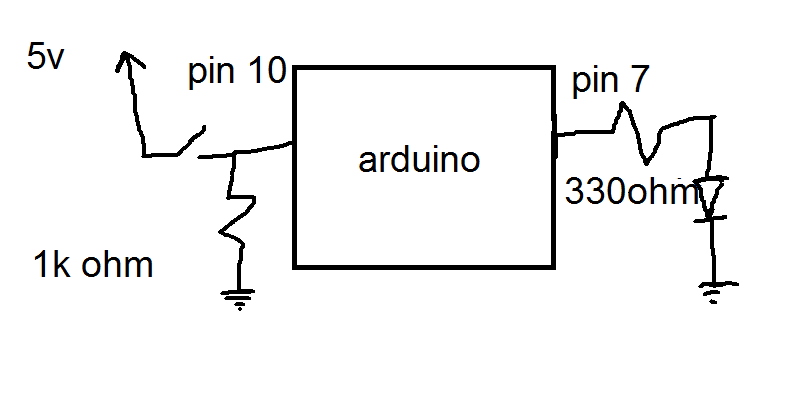 5v
pin 10
pin 7
arduino
330ohm
1k ohm